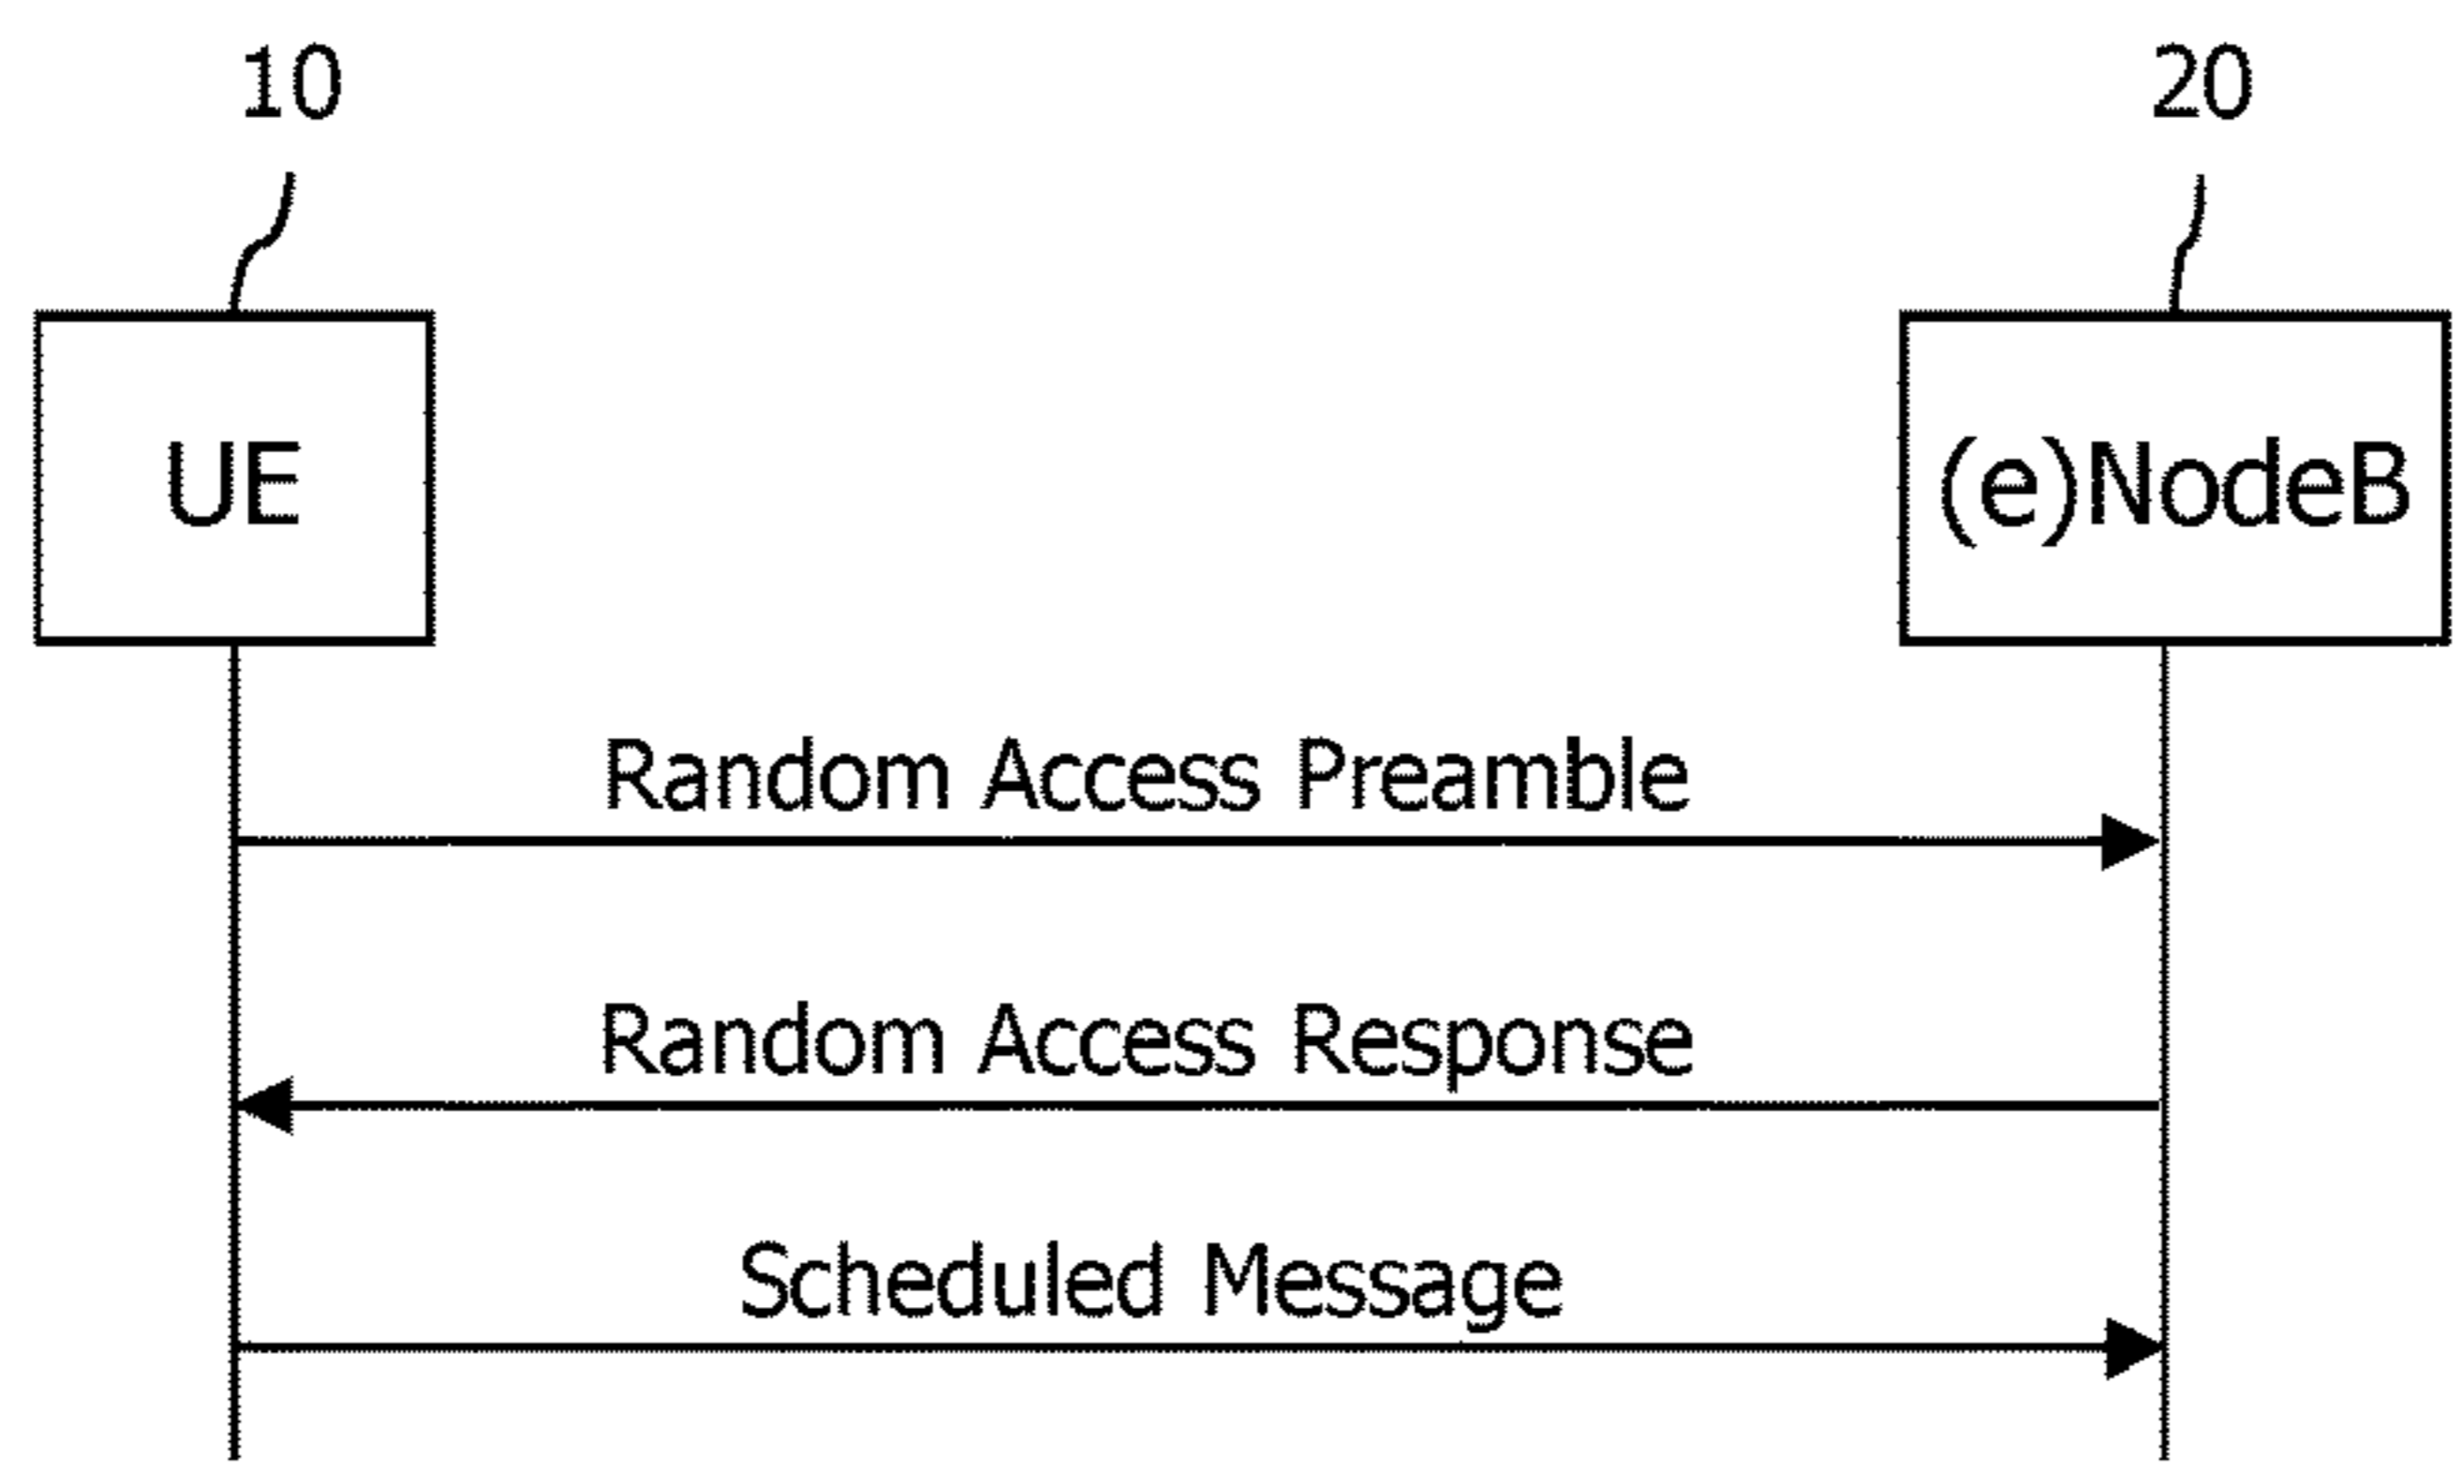 10
20
UE
(e)NodeB
Random Access Preamble
Random Access Response
Scheduled Message